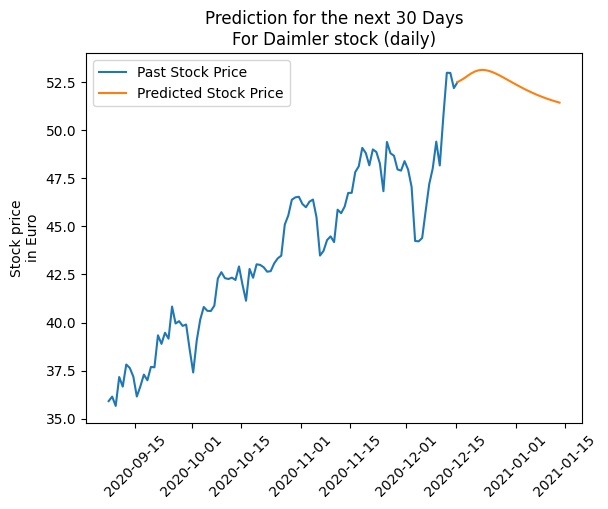 Prediction for the next 30 Days
For Daimler stock (daily)
Past Stock Price
Predicted Stock Price
Stock price
in Euro
52.5
50.0
47.5
45.0
42.5
40.0
37.5
35.0
2020-09-15
2020-10-01
2020-10-15
2020-11-01
2020-11-15
2020-12-01
2020-12-15
2021-01-01
2021-01-15